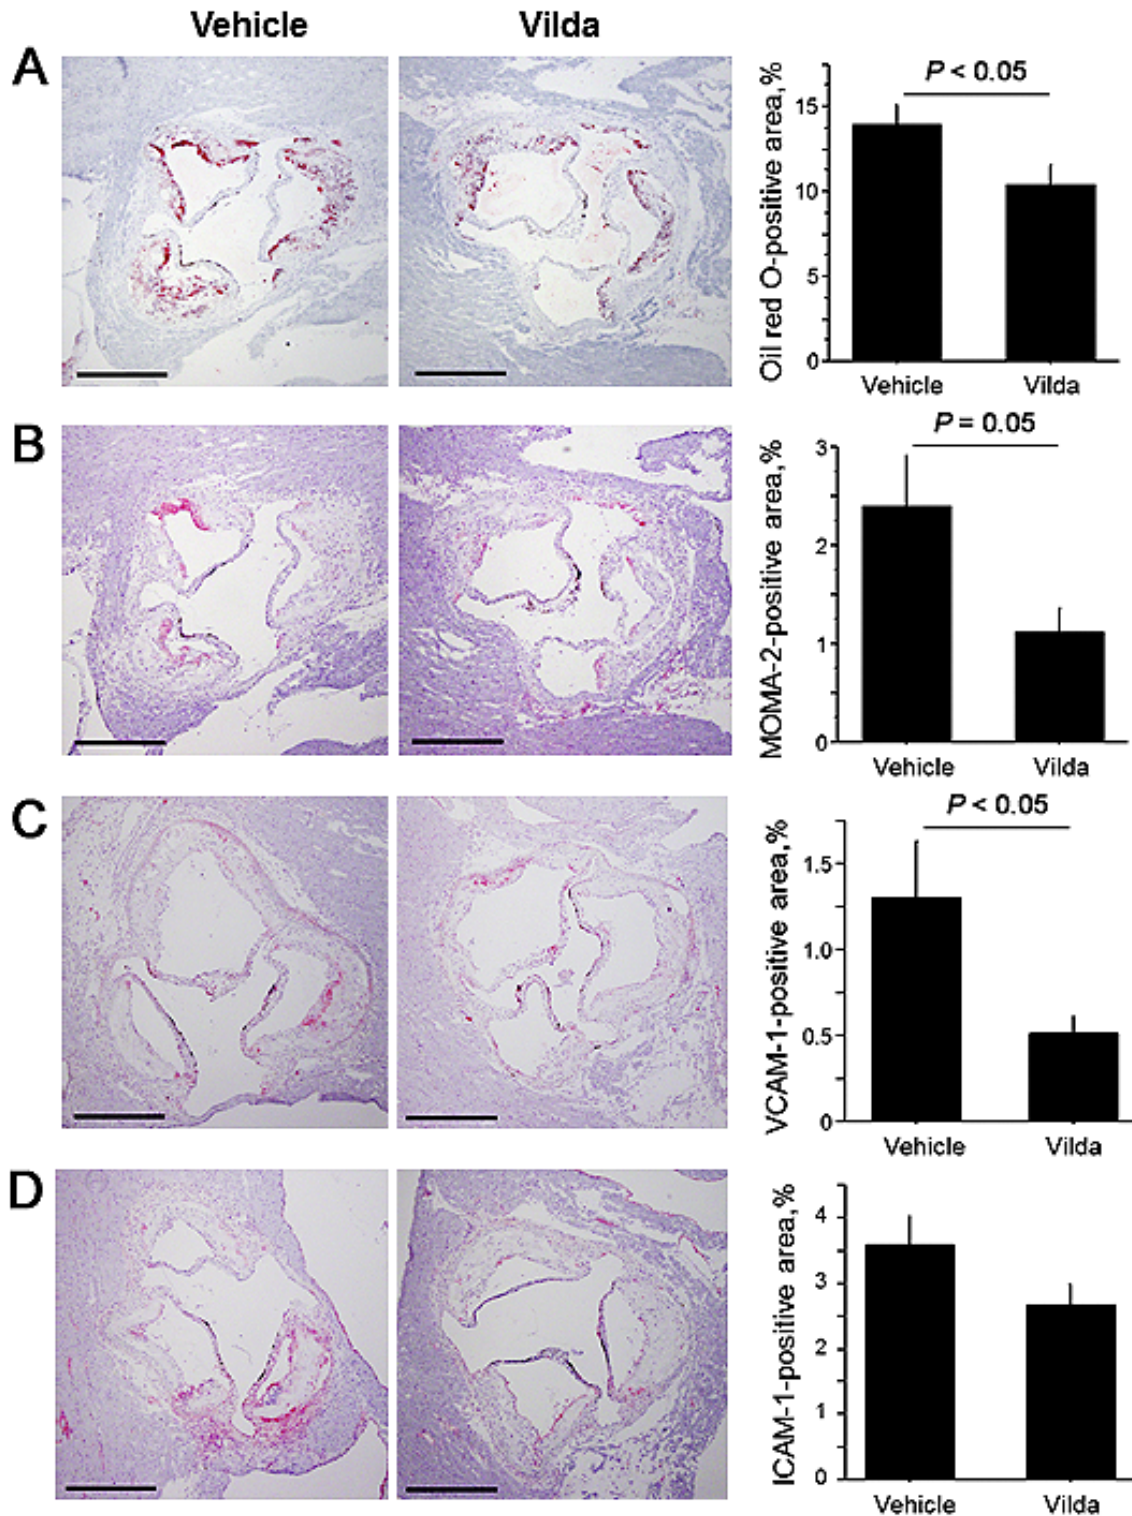 Vehicle Vilda
A
P < 0.05
Oil red O-positive area,%
15
10
5
0
Vehicle Vilda
B
P = 0.05
MOMA-2-positive area,%
3
2
1
0
Vehicle Vilda
C
P < 0.05
VCAM-1-positive area,%
1.5
1.0
0.5
0
Vehicle Vilda
D
ICAM-1-positive area,%
4
3
2
1
0
Vehicle Vilda